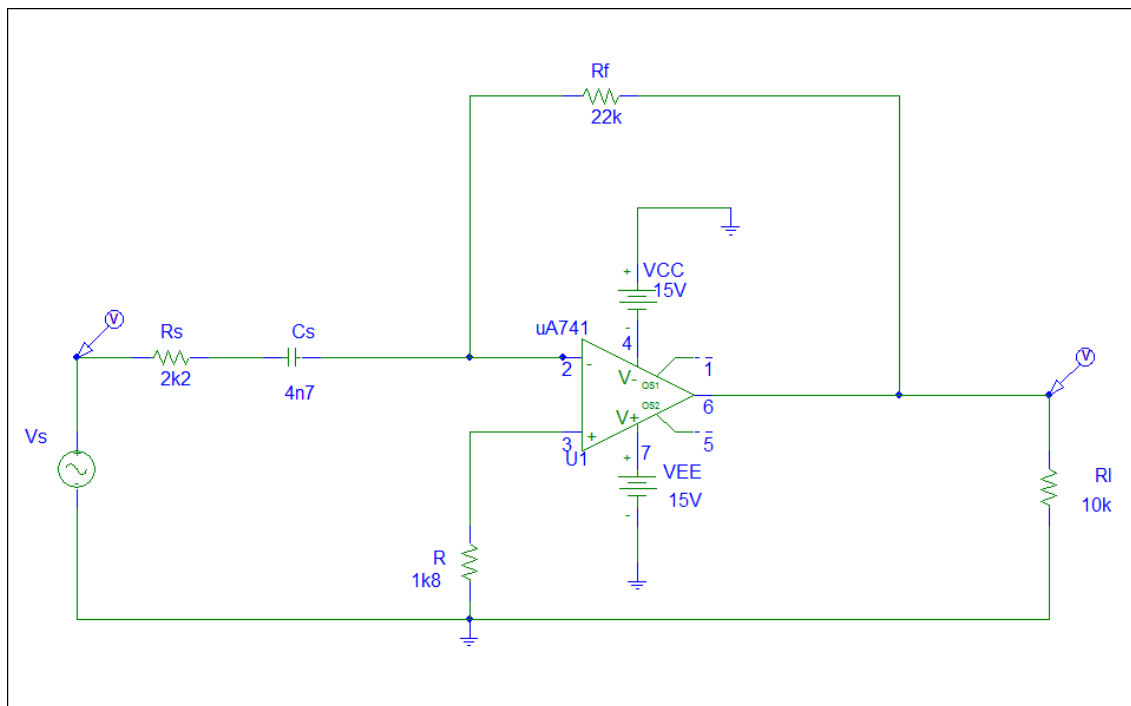 Rf
22k
VCC
15V
+
-
uA741
4
V
Rs
2k2
Cs
4n7
2
-
V-
OS1
1
V
6
OS2
V+
5
3
+
U1
7
+
VEE
15V
-
Vs
Rl
10k
R
1k8